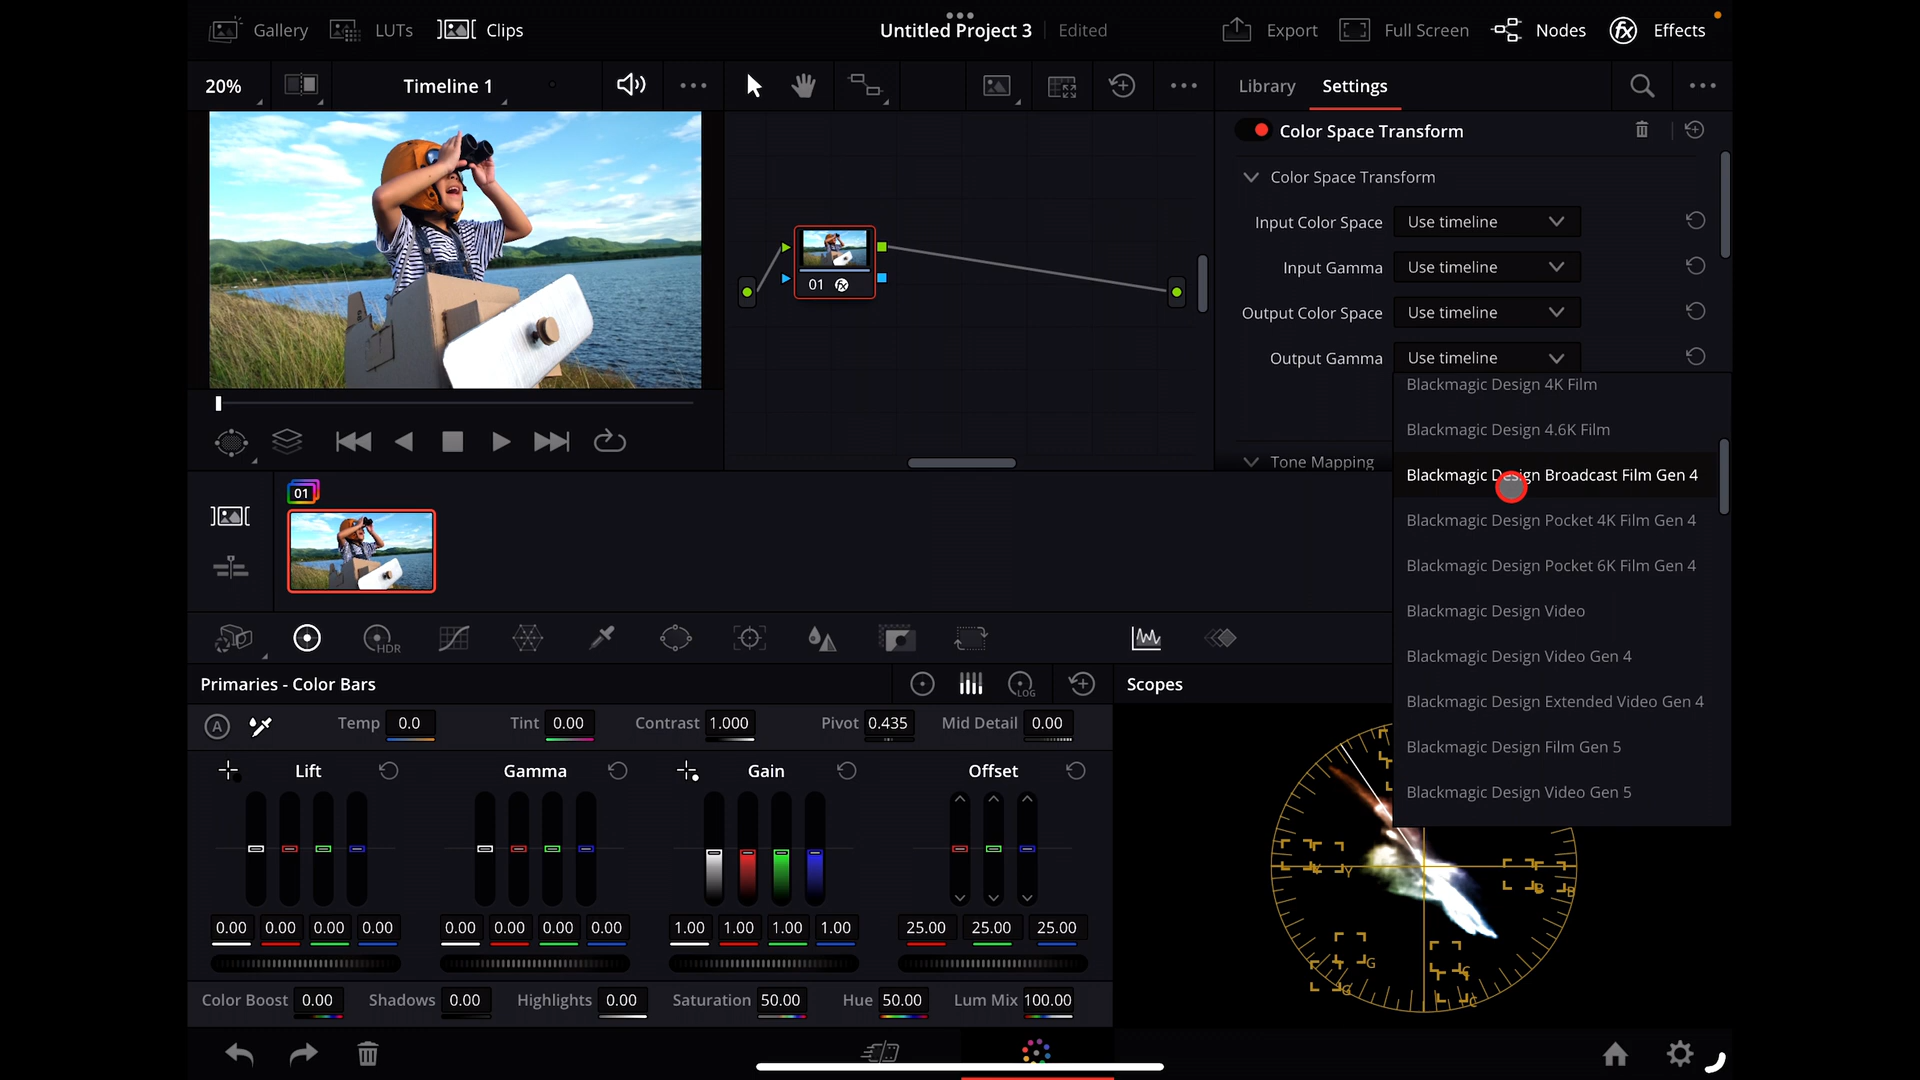 Gallery LUTs Clips Untitled Project 3 Edited Export Full Screen Nodes Effects
20% Timeline 1 Library Settings
Color Space Transform
Color Space Transform
Input Color Space Use timeline
Input Gamma Use timeline
Output Color Space Use timeline
Output Gamma Use timeline
01
Blackmagic Design 4K Film
Blackmagic Design 4.6K Film
Tone Mapping
Blackmagic Design Broadcast Film Gen 4
Blackmagic Design Pocket 4K Film Gen 4
Blackmagic Design Pocket 6K Film Gen 4
Blackmagic Design Video
Blackmagic Design Video Gen 4
Blackmagic Design Extended Video Gen 4
Blackmagic Design Film Gen 5
Blackmagic Design Video Gen 5
01
HDR
Primaries - Color Bars LOG Scopes
A Temp 0.0 Tint 0.00 Contrast 1.000 Pivot 0.435 Mid Detail 0.00
Lift Gamma Gain Offset
0.00 0.00 0.00 0.00 0.00 0.00 0.00 0.00 1.00 1.00 1.00 1.00 25.00 25.00 25.00
Color Boost 0.00 Shadows 0.00 Highlights 0.00 Saturation 50.00 Hue 50.00 Lum Mix 100.00
Y B B
G C
G C